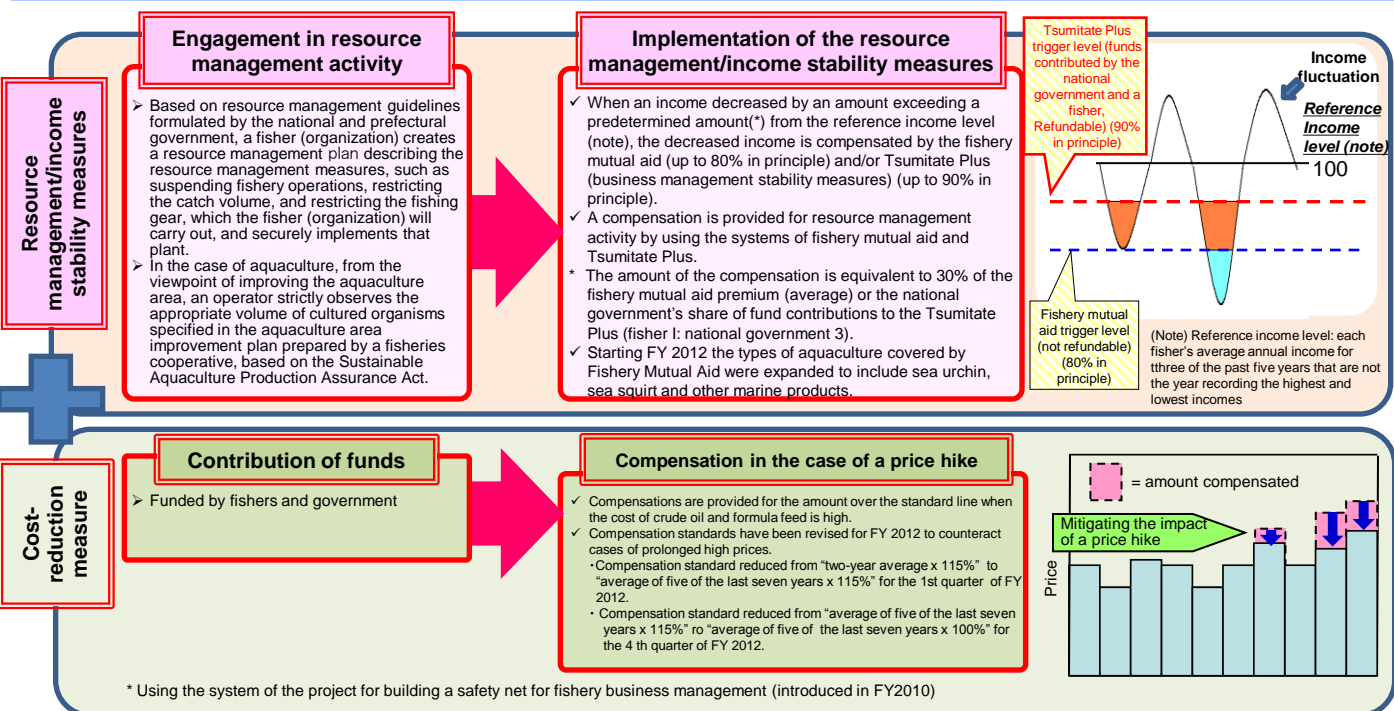 Resource
management/income
stability measures
Engagement in resource
management activity
➢ Based on resource management guidelines
formulated by the national and prefectural
government, a fisher (organization) creates
a resource management plan describing the
resource management measures, such as
suspending fishery operations, restricting
the catch volume, and restricting the fishing
gear, which the fisher (organization) will
carry out, and securely implements that
plant.
➢ In the case of aquaculture, from the
viewpoint of improving the aquaculture
area, an operator strictly observes the
appropriate volume of cultured organisms
specified in the aquaculture area
improvement plan prepared by a fisheries
cooperative, based on the Sustainable
Aquaculture Production Assurance Act.
Implementation of the resource
management/income stability measures
✓ When an income decreased by an amount exceeding a
predetermined amount(*) from the reference income level
(note), the decreased income is compensated by the fishery
mutual aid (up to 80% in principle) and/or Tsumitate Plus
(business management stability measures) (up to 90% in
principle).
✓ A compensation is provided for resource management
activity by using the systems of fishery mutual aid and
Tsumitate Plus.
* The amount of the compensation is equivalent to 30% of the
fishery mutual aid premium (average) or the national
government's share of fund contributions to the Tsumitate
Plus (fisher I: national government 3).
✓ Starting FY 2012 the types of aquaculture covered by
Fishery Mutual Aid were expanded to include sea urchin,
sea squirt and other marine products.
Tsumitate Plus
trigger level (funds
contributed by the
national
government and a
fisher,
Refundable) (90%
in principle)
Income
fluctuation
Reference
Income
level (note)
100
Fishery mutual
aid trigger level
(not refundable)
(80% in
principle)
(Note) Reference income level: each
fisher's average annual income for
tthree of the past five years that are not
the year recording the highest and
lowest incomes
Cost-
reduction
measure
Contribution of funds
➢ Funded by fishers and government
Compensation in the case of a price hike
✓ Compensations are provided for the amount over the standard line when
the cost of crude oil and formula feed is high.
✓ Compensation standards have been revised for FY 2012 to counteract
cases of prolonged high prices.
・Compensation standard reduced from “two-year average x 115%” to
“average of five of the last seven years x 115%” for the 1st quarter of FY
2012.
・Compensation standard reduced from “average of five of the last seven
years x 115%” ro “average of five of the last seven years x 100%” for
the 4 th quarter of FY 2012.
= amount compensated
Mitigating the impact
of a price hike
Price
* Using the system of the project for building a safety net for fishery business management (introduced in FY2010)